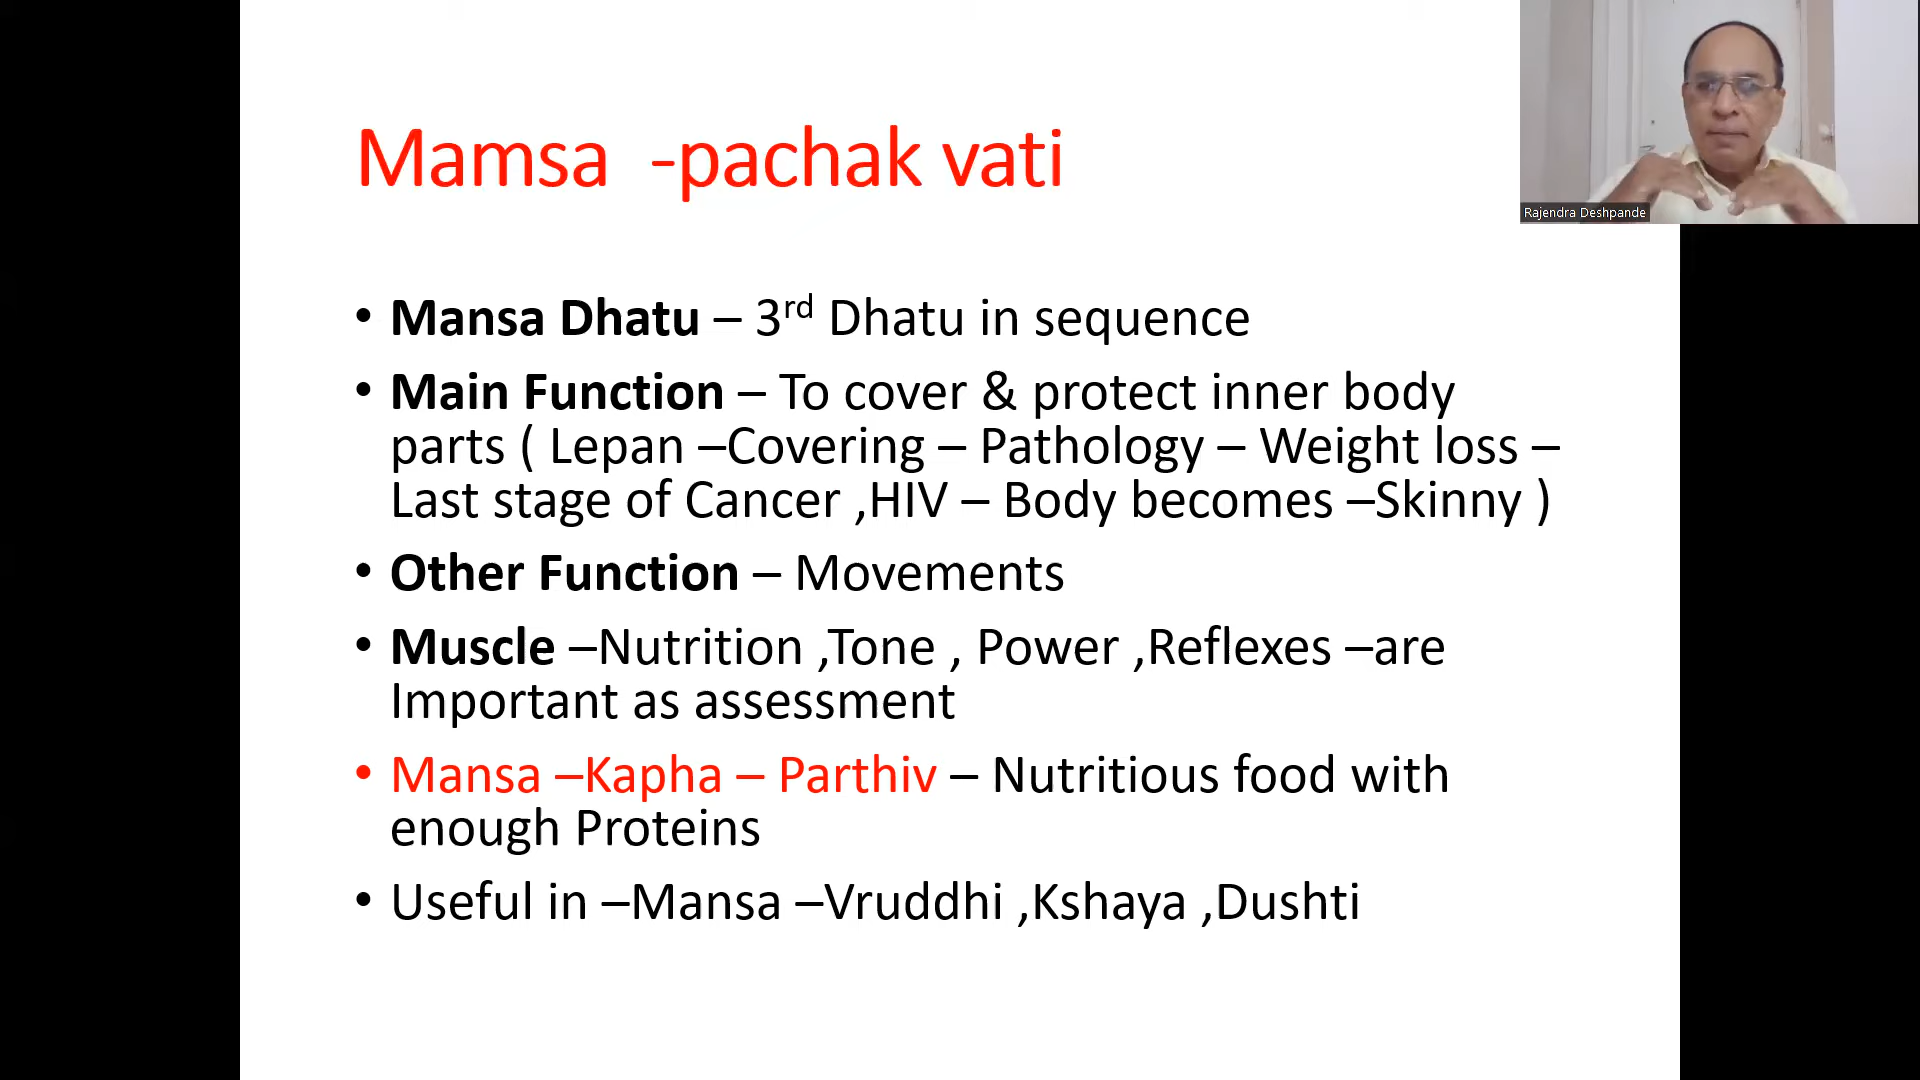 Mamsa -pachak vati
Rajendra Deshpande
• Mansa Dhatu – 3rd Dhatu in sequence
• Main Function – To cover & protect inner body
parts ( Lepan –Covering – Pathology – Weight loss –
Last stage of Cancer ,HIV – Body becomes –Skinny )
• Other Function – Movements
• Muscle –Nutrition ,Tone , Power ,Reflexes –are
Important as assessment
• Mansa –Kapha – Parthiv – Nutritious food with
enough Proteins
• Useful in –Mansa –Vruddhi ,Kshaya ,Dushti